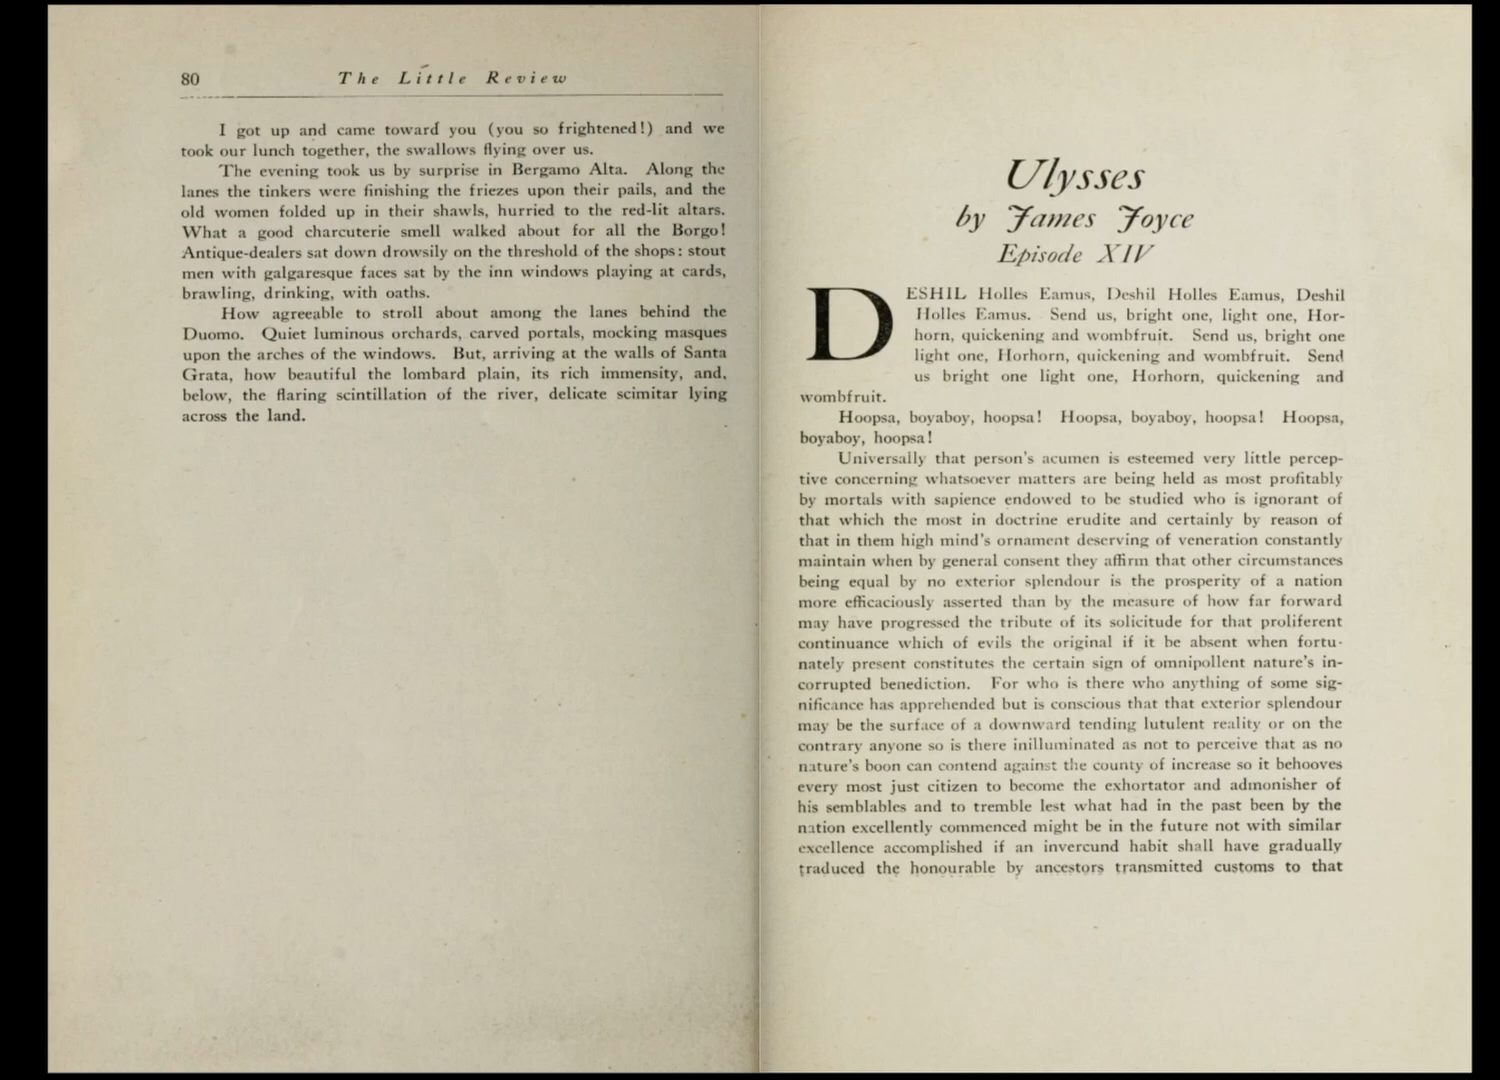 80 The Little Review
I got up and came toward you (you so frightened!) and we
took our lunch together, the swallows flying over us.
The evening took us by surprise in Bergamo Alta. Along the
lanes the tinkers were finishing the friezes upon their pails, and the
old women folded up in their shawls, hurried to the red-lit altars.
What a good charcuterie smell walked about for all the Borgo!
Antique-dealers sat down drowsily on the threshold of the shops: stout
men with galgaresque faces sat by the inn windows playing at cards,
brawling, drinking, with oaths.
How agreeable to stroll about among the lanes behind the
Duomo. Quiet luminous orchards, carved portals, mocking masques
upon the arches of the windows. But, arriving at the walls of Santa
Grata, how beautiful the lombard plain, its rich immensity, and,
below, the flaring scintillation of the river, delicate scimitar lying
across the land.
Ulysses
by James Joyce
Episode XIV
DESHIL Holles Eamus, Deshil Holles Eamus, Deshil
Holles Eamus. Send us, bright one, light one, Hor-
horn, quickening and wombfruit. Send us, bright one
light one, Horhorn, quickening and wombfruit. Send
us bright one light one, Horhorn, quickening and
wombfruit.
Hoopsa, boyaboy, hoopsa! Hoopsa, boyaboy, hoopsa! Hoopsa,
boyaboy, hoopsa!
Universally that person's acumen is esteemed very little percep-
tive concerning whatsoever matters are being held as most profitably
by mortals with sapience endowed to be studied who is ignorant of
that which the most in doctrine erudite and certainly by reason of
that in them high mind's ornament deserving of veneration constantly
maintain when by general consent they affirm that other circumstances
being equal by no exterior splendour is the prosperity of a nation
more efficaciously asserted than by the measure of how far forward
may have progressed the tribute of its solicitude for that proliferent
continuance which of evils the original if it be absent when fortu-
nately present constitutes the certain sign of omnipollent nature's in-
corrupted benediction. For who is there who anything of some sig-
nificance has apprehended but is conscious that that exterior splendour
may be the surface of a downward tending lutulent reality or on the
contrary anyone so is there inilluminated as not to perceive that as no
nature's boon can contend against the county of increase so it behooves
every most just citizen to become the exhortator and admonisher of
his semblables and to tremble lest what had in the past been by the
nation excellently commenced might be in the future not with similar
excellence accomplished if an invercund habit shall have gradually
traduced the honourable by ancestors transmitted customs to that